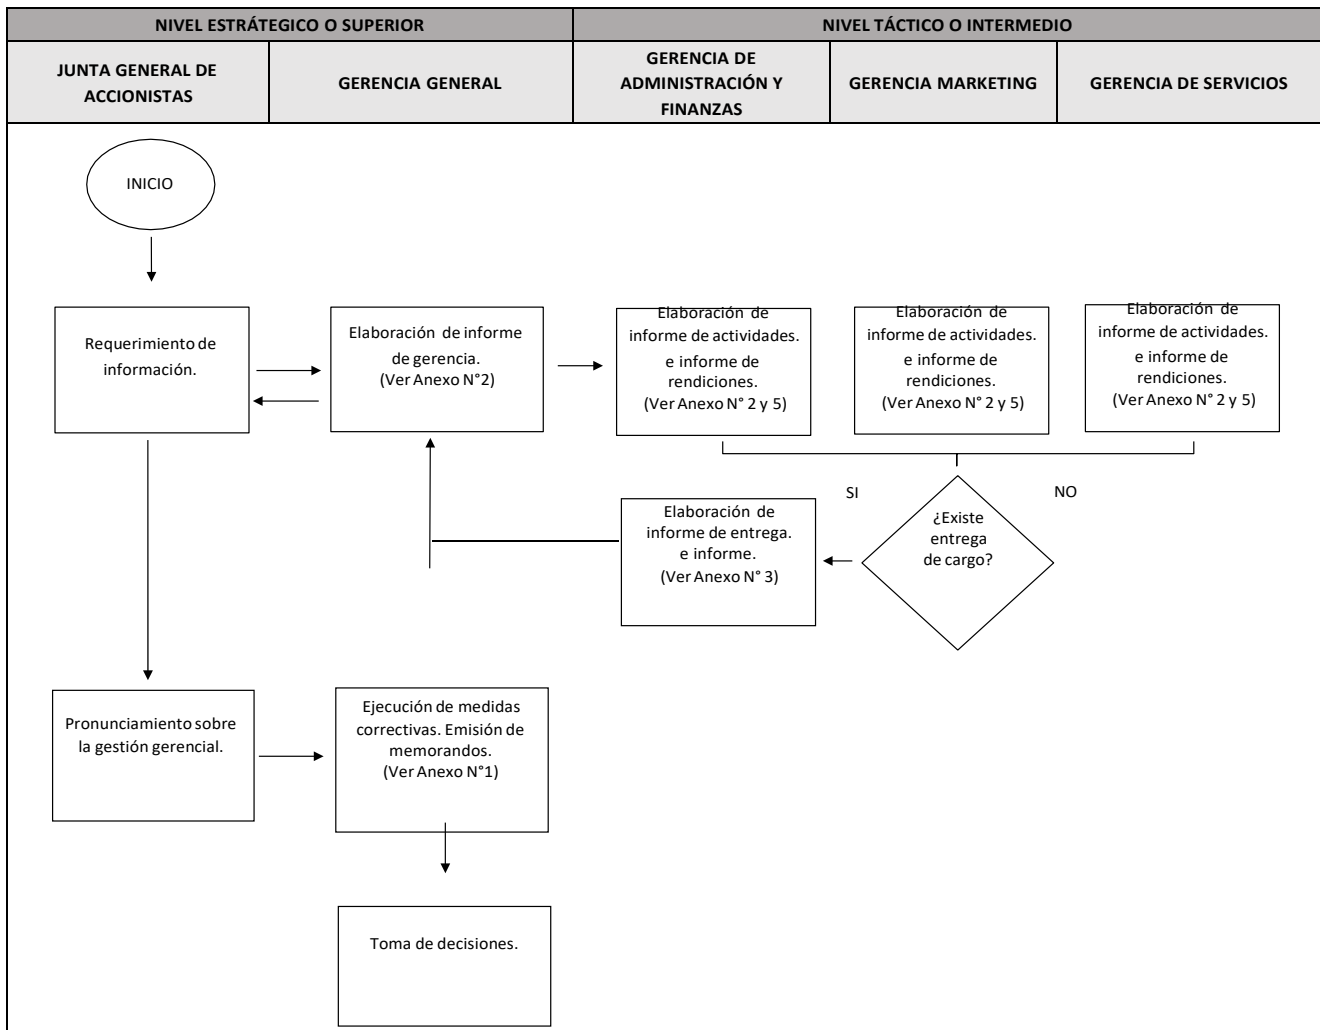 NIVEL ESTRÁTEGICO O SUPERIOR
NIVEL TÁCTICO O INTERMEDIO
JUNTA GENERAL DE
ACCIONISTAS
GERENCIA GENERAL
GERENCIA DE
ADMINISTRACIÓN Y
FINANZAS
GERENCIA MARKETING
GERENCIA DE SERVICIOS
INICIO
Requerimiento de
información.
Elaboración de informe
de gerencia.
(Ver Anexo N°2)
Elaboración de
informe de actividades.
e informe de
rendiciones.
(Ver Anexo N° 2 y 5)
Elaboración de
informe de actividades.
e informe de
rendiciones.
(Ver Anexo N° 2 y 5)
Elaboración de
informe de actividades.
e informe de
rendiciones.
(Ver Anexo N° 2 y 5)
SI
NO
¿Existe
entrega
de cargo?
Elaboración de
informe de entrega.
e informe.
(Ver Anexo N° 3)
Pronunciamiento sobre
la gestión gerencial.
Ejecución de medidas
correctivas. Emisión de
memorandos.
(Ver Anexo N°1)
Toma de decisiones.